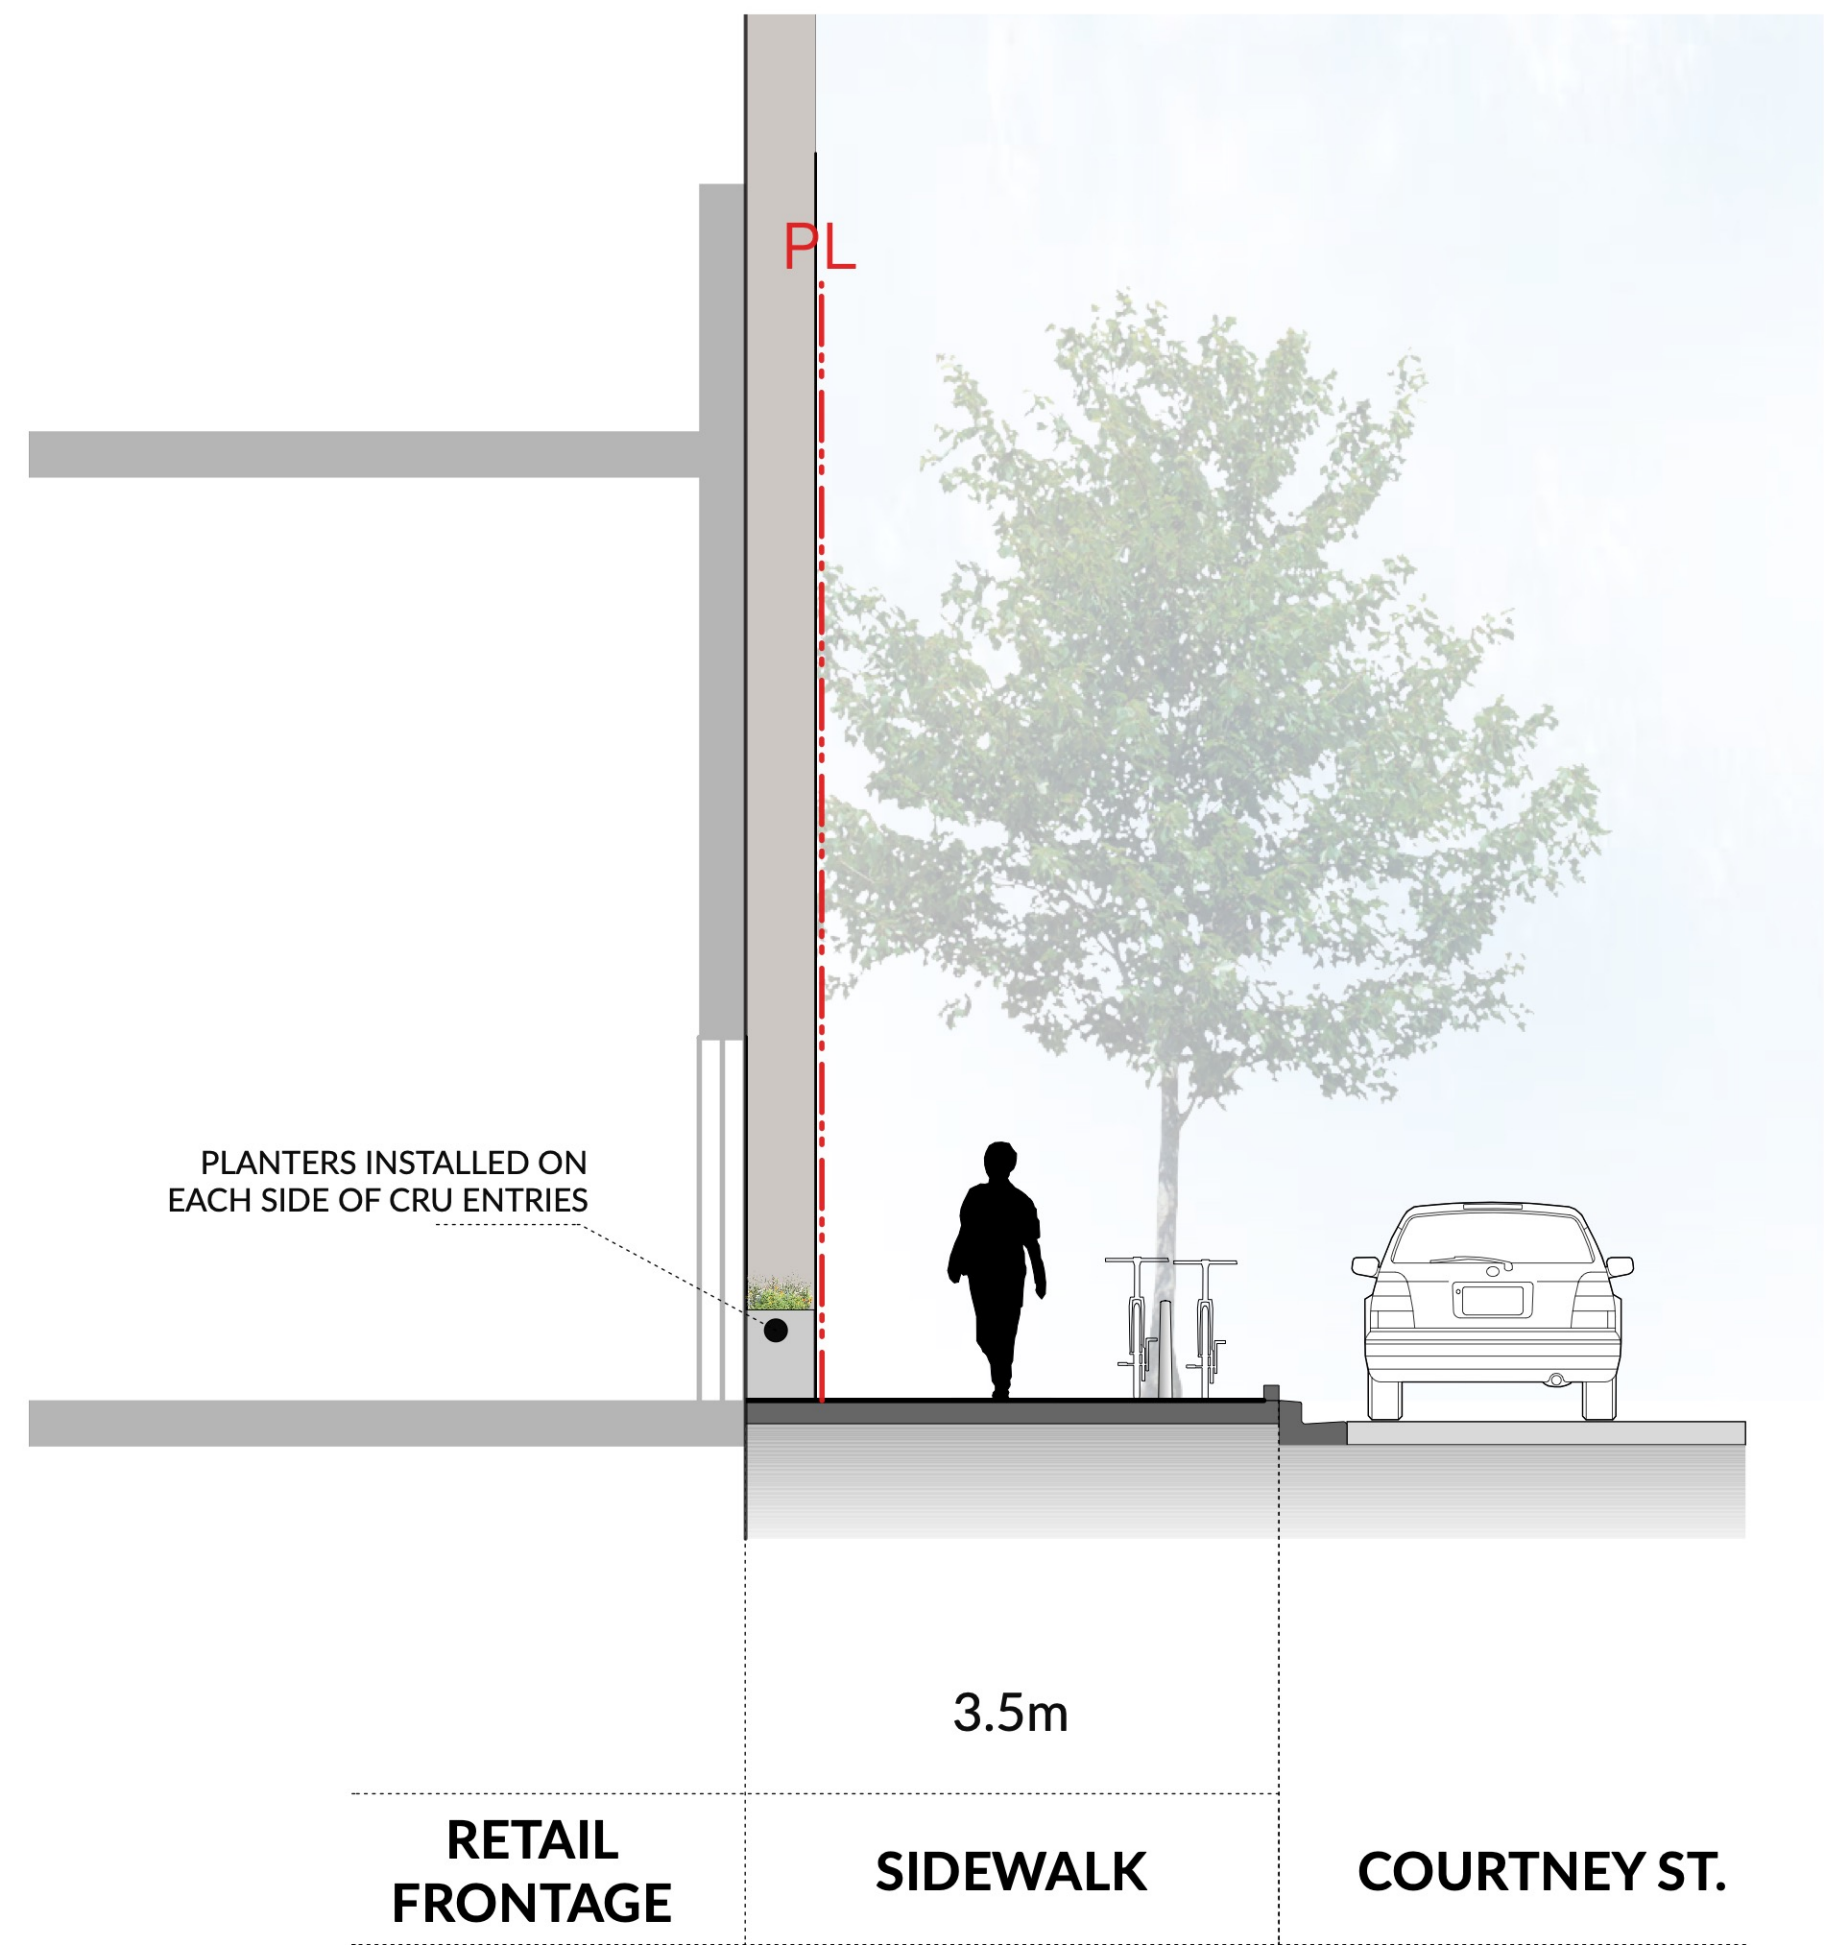 PL
PLANTERS INSTALLED ON
EACH SIDE OF CRU ENTRIES
3.5m
RETAIL
FRONTAGE
SIDEWALK
COURTNEY ST.